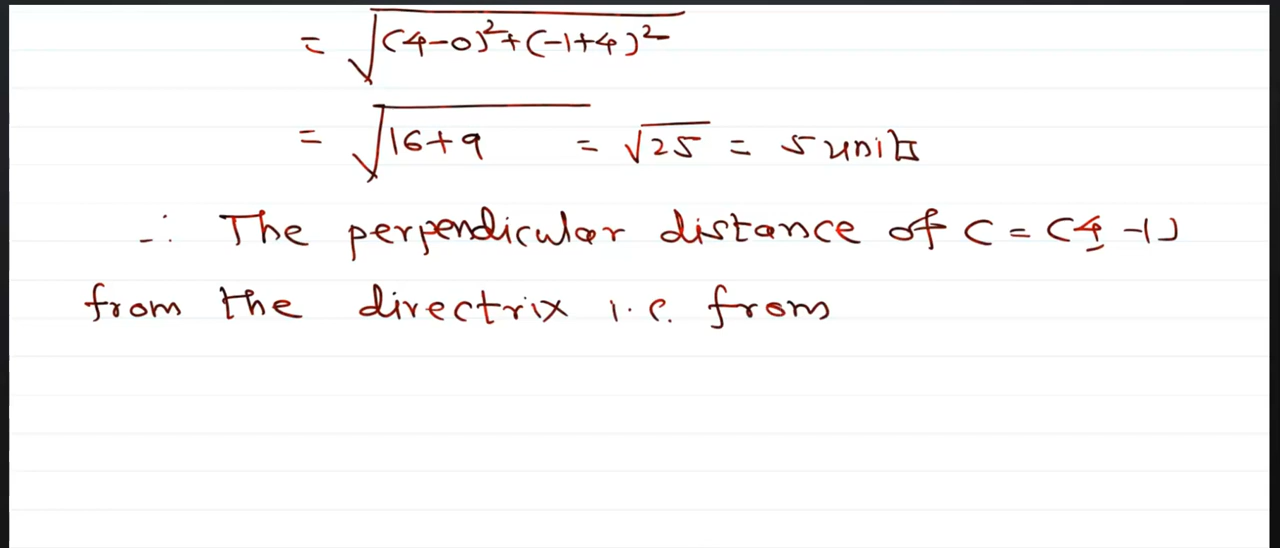 = √(4-0)²+(-1+4)²
= √16+9 = √25 = 5 units
∴ The perpendicular distance of C = (4 -1)
from the directrix i.e. from